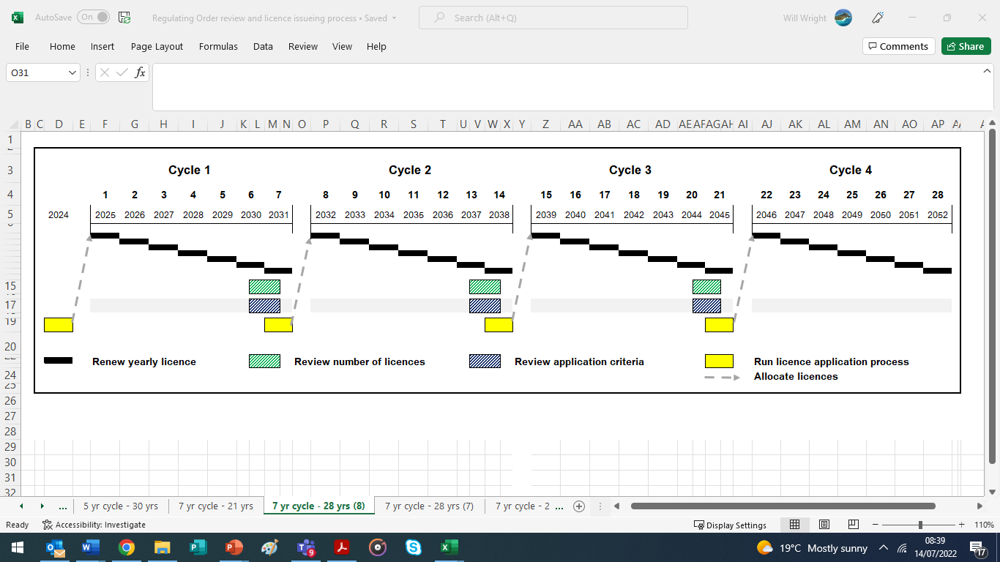 AutoSave On Regulating Order review and licence issueing process • Saved Search (Alt+Q) Will Wright
File Home Insert Page Layout Formulas Data Review View Help Comments Share
O31 fx
B C D E F G H I J K L M N O P Q R S T U V W X Y Z AA AB AC AD AE AF AG AH AI AJ AK AL AM AN AO AP
1
3 Cycle 1 Cycle 2 Cycle 3 Cycle 4
4 1 2 3 4 5 6 7 8 9 10 11 12 13 14 15 16 17 18 19 20 21 22 23 24 25 26 27 28
5 2024 2025 2026 2027 2028 2029 2030 2031 2032 2033 2034 2035 2036 2037 2038 2039 2040 2041 2042 2043 2044 2045 2046 2047 2048 2049 2050 2051 2052
15
17
19
20
Renew yearly licence Review number of licences Review application criteria Run licence application process
24 Allocate licences
25
26
27
28
29
30
31
32
... 5 yr cycle - 30 yrs 7 yr cycle - 21 yrs 7 yr cycle - 28 yrs (8) 7 yr cycle - 28 yrs (7) 7 yr cycle - 2 ...
Ready Accessibility: Investigate Display Settings 110%
19°C Mostly sunny 08:39
14/07/2022
9 17